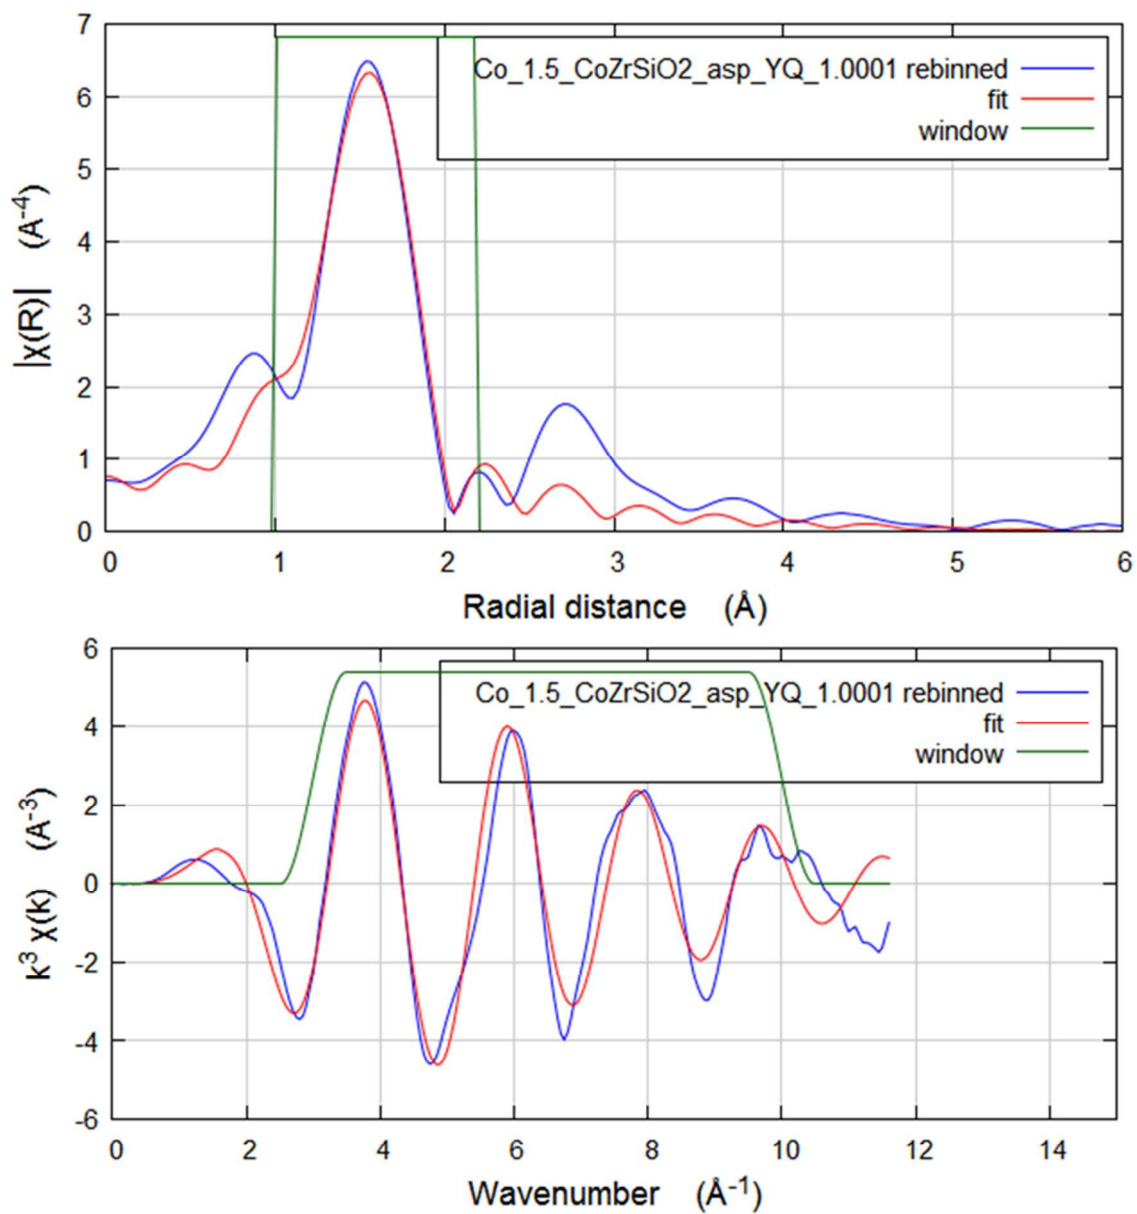 7
6
5
4
3
2
1
0
|χ(R)| (A-4)
Co_1.5_CoZrSiO2_asp_YQ_1.0001 rebinned
fit
window
0 1 2 3 4 5 6
Radial distance (Å)
6
4
2
0
-2
-4
-6
k3 χ(k) (A-3)
Co_1.5_CoZrSiO2_asp_YQ_1.0001 rebinned
fit
window
0 2 4 6 8 10 12 14
Wavenumber (Å-1)